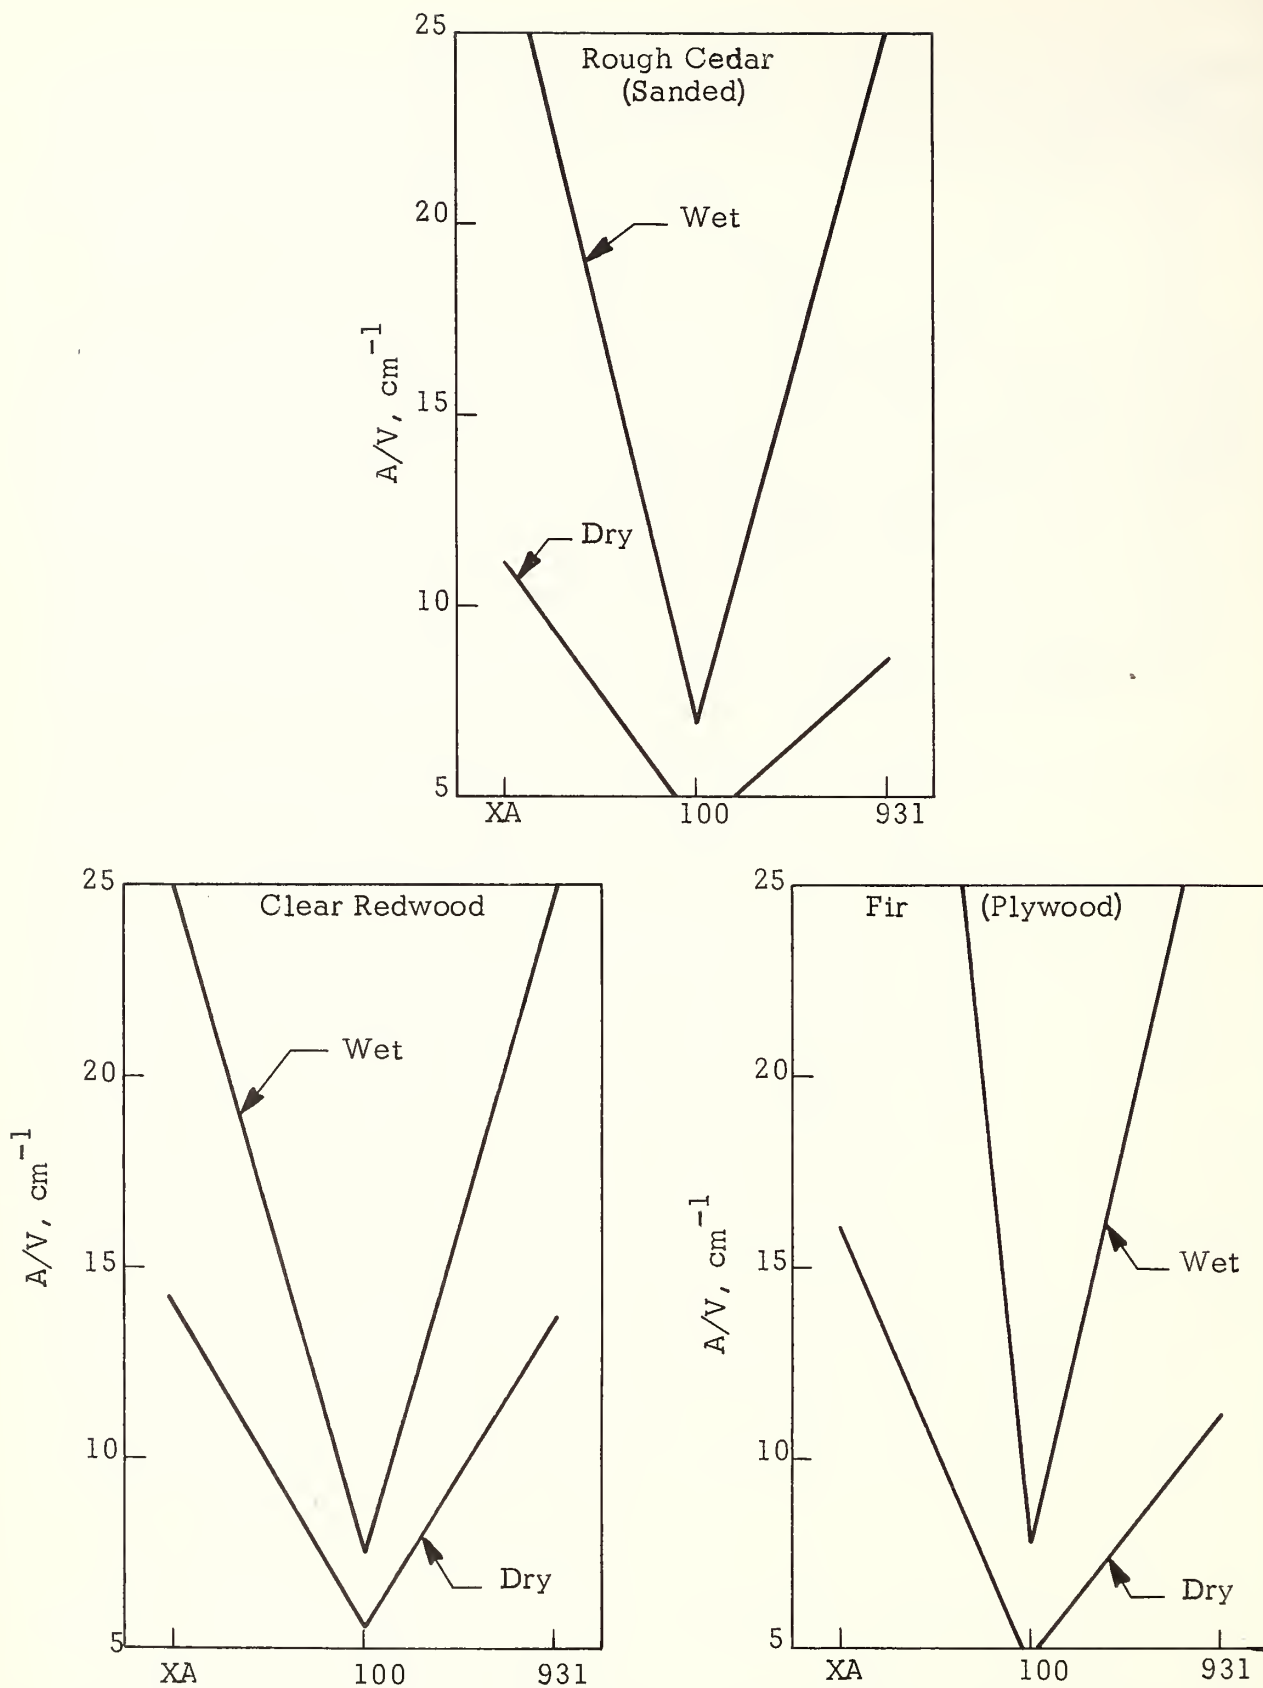 25
Rough Cedar
(Sanded)
20
Wet
A/V, cm⁻¹
15
Dry
10
5
XA 100 931
25
Clear Redwood
Wet
20
A/V, cm⁻¹
15
10
Dry
5
XA 100 931
25
Fir (Plywood)
20
A/V, cm⁻¹
15
Wet
10
Dry
5
XA 100 931